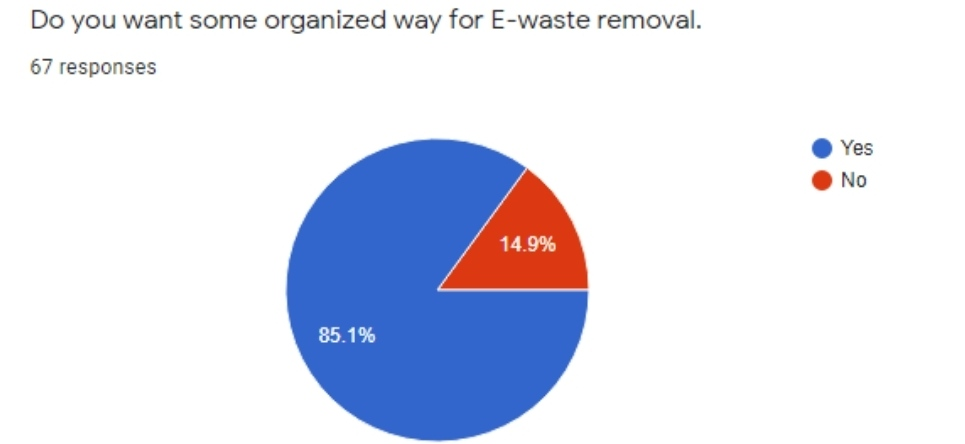 Do you want some organized way for E-waste removal.
67 responses
Yes
No
14.9%
85.1%